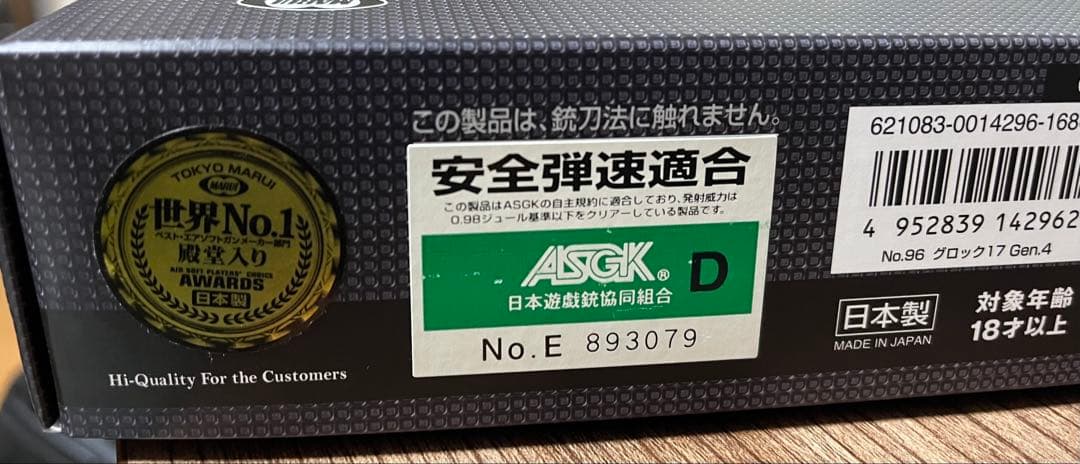 TOKYO MARUI
MARUI
世界No.1
ベスト・エアソフトガンメーカー部門
殿堂入り
AIR SOFT PLAYERS' CHOICE
AWARDS
日本製
Hi-Quality For the Customers
この製品は、銃刀法に触れません。
安全弾速適合
この製品はASGKの自主規約に適合しており、発射威力は
0.98ジュール基準以下をクリアーしている製品です。
ASGK® D
日本遊戯銃協同組合
No.E 893079
621083-0014296-168
4 952839 142962
No.96 グロック17 Gen.4
日本製
MADE IN JAPAN
対象年齢
18才以上